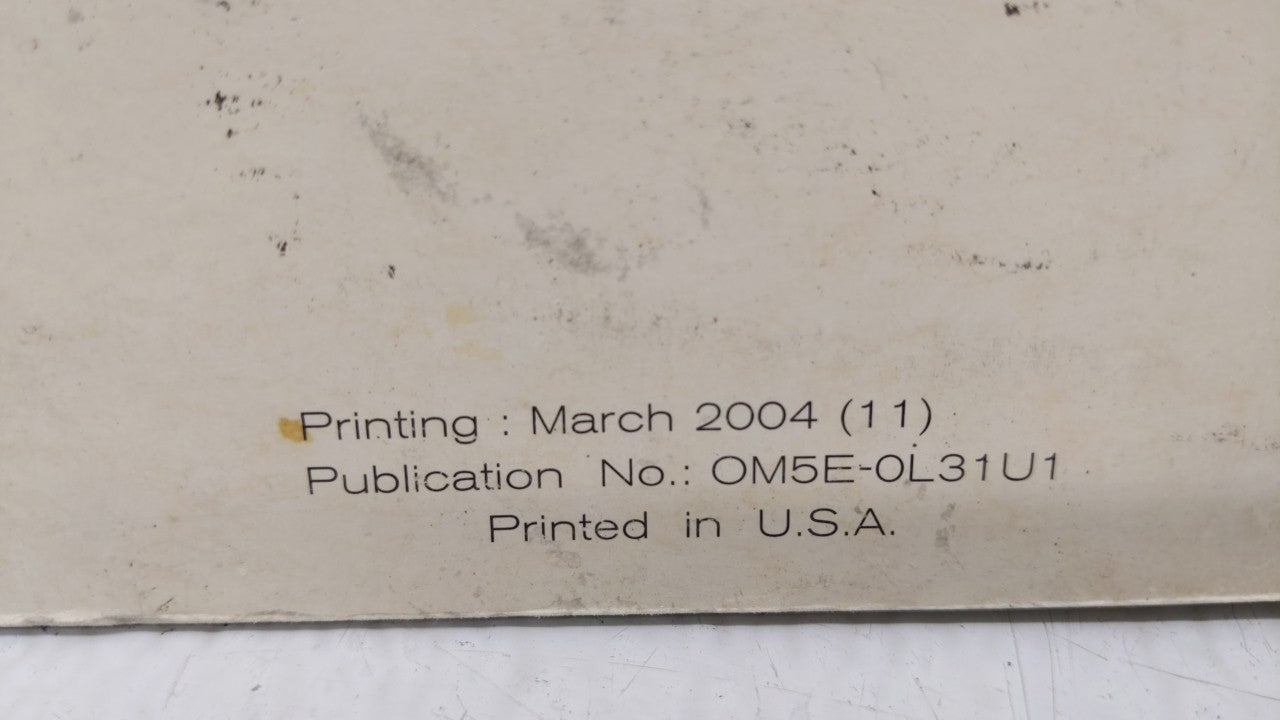 Printing : March 2004 (11)
Publication No.: OM5E-0L31U1
Printed in U.S.A.